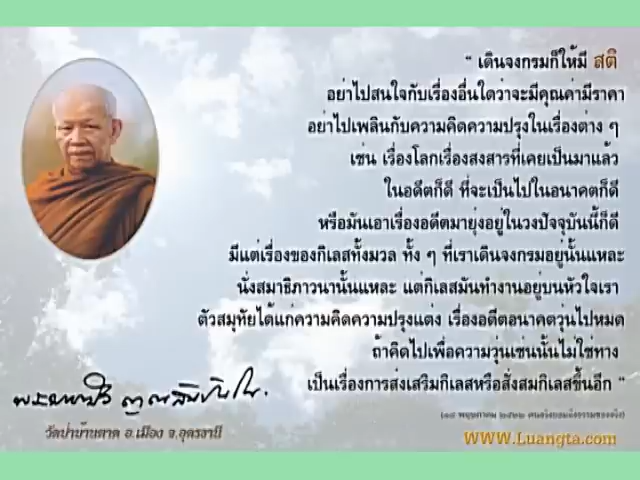 “ เดินจงกรมก็ให้มี สติ
อย่าไปสนใจกับเรื่องอื่นใดว่าจะมีคุณค่ามีราคา
อย่าไปเพลินกับความคิดความปรุงในเรื่องต่าง ๆ
เช่น เรื่องโลกเรื่องสงสารที่เคยเป็นมาแล้ว
ในอดีตก็ดี ที่จะเป็นไปในอนาคตก็ดี
หรือมันเอาเรื่องอดีตมายุ่งอยู่ในวงปัจจุบันนี้ก็ดี
มีแต่เรื่องของกิเลสทั้งมวล ทั้ง ๆ ที่เราเดินจงกรมอยู่นั้นแหละ
นั่งสมาธิภาวนานั้นแหละ แต่กิเลสมันทำงานอยู่บนหัวใจเรา
ตัวสมุทัยได้แก่ความคิดความปรุงแต่ง เรื่องอดีตอนาคตวุ่นไปหมด
ถ้าคิดไปเพื่อความวุ่นเช่นนั้นไม่ใช่ทาง
เป็นเรื่องการส่งเสริมกิเลสหรือสั่งสมกิเลสขึ้นอีก ”
วัดป่าบ้านตาด อ.เมือง จ.อุดรธานี
WWW.Luangta.com